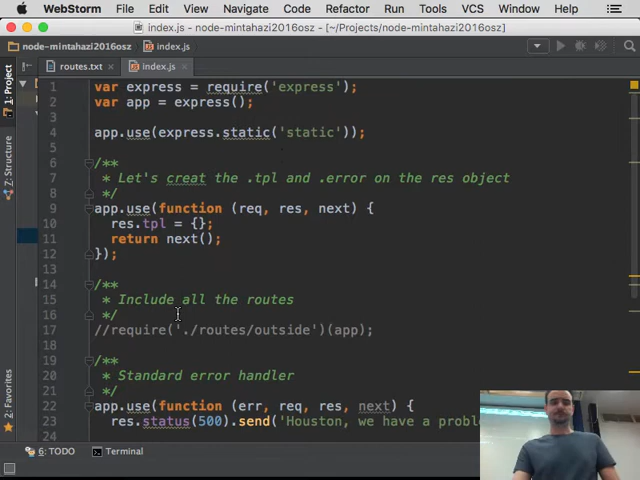 WebStorm File Edit View Navigate Code Refactor Run Tools VCS Window Help
index.js - node-mintahazi2016osz - [~/Projects/node-mintahazi2016osz]
node-mintahazi2016osz index.js
routes.txt index.js
1: Project
7: Structure
2: Favorites
1 var express = require('express');
2 var app = express();
3
4 app.use(express.static('static'));
5
6 /**
7 * Let's creat the .tpl and .error on the res object
8 */
9 app.use(function (req, res, next) {
10 res.tpl = {};
11 return next();
12 });
13
14 /**
15 * Include all the routes
16 */
17 //require('./routes/outside')(app);
18
19 /**
20 * Standard error handler
21 */
22 app.use(function (err, req, res, next) {
23 res.status(500).send('Houston, we have a proble
24
6: TODO Terminal